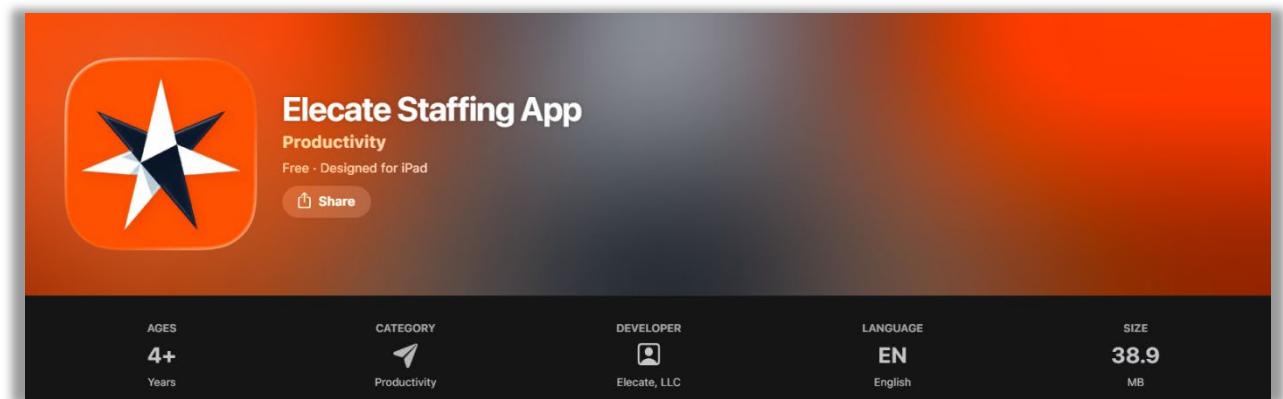 Elecate Staffing App
Productivity
Free · Designed for iPad
Share
AGES
4+
Years
CATEGORY
Productivity
DEVELOPER
Elecate, LLC
LANGUAGE
EN
English
SIZE
38.9
MB